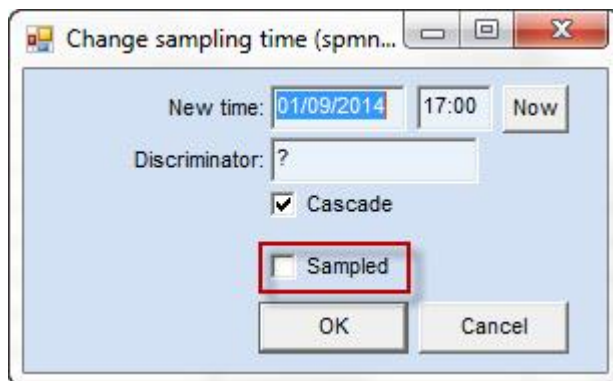 Change sampling time (spmn...
New time: 01/09/2014 17:00 Now
Discriminator: ?
Cascade
Sampled
OK Cancel